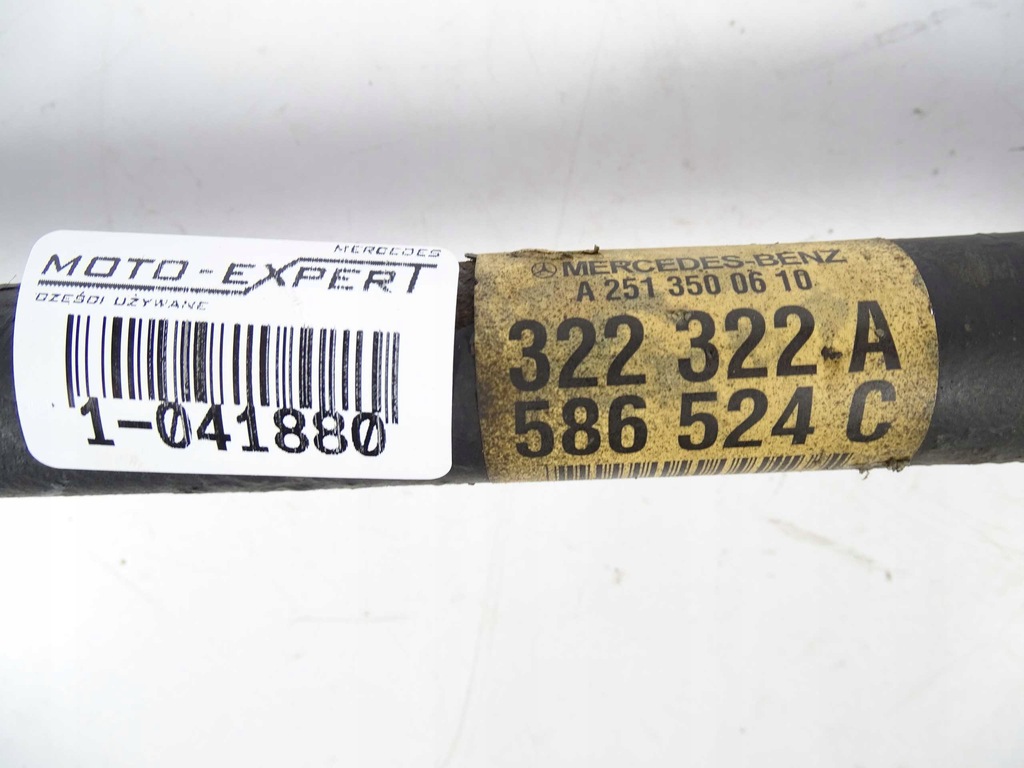 MERCEDES
MOTO-EXPERT
CZĘŚCI UŻYWANE
1-041880
MERCEDES-BENZ
A 251 350 06 10
322 322 A
586 524 C